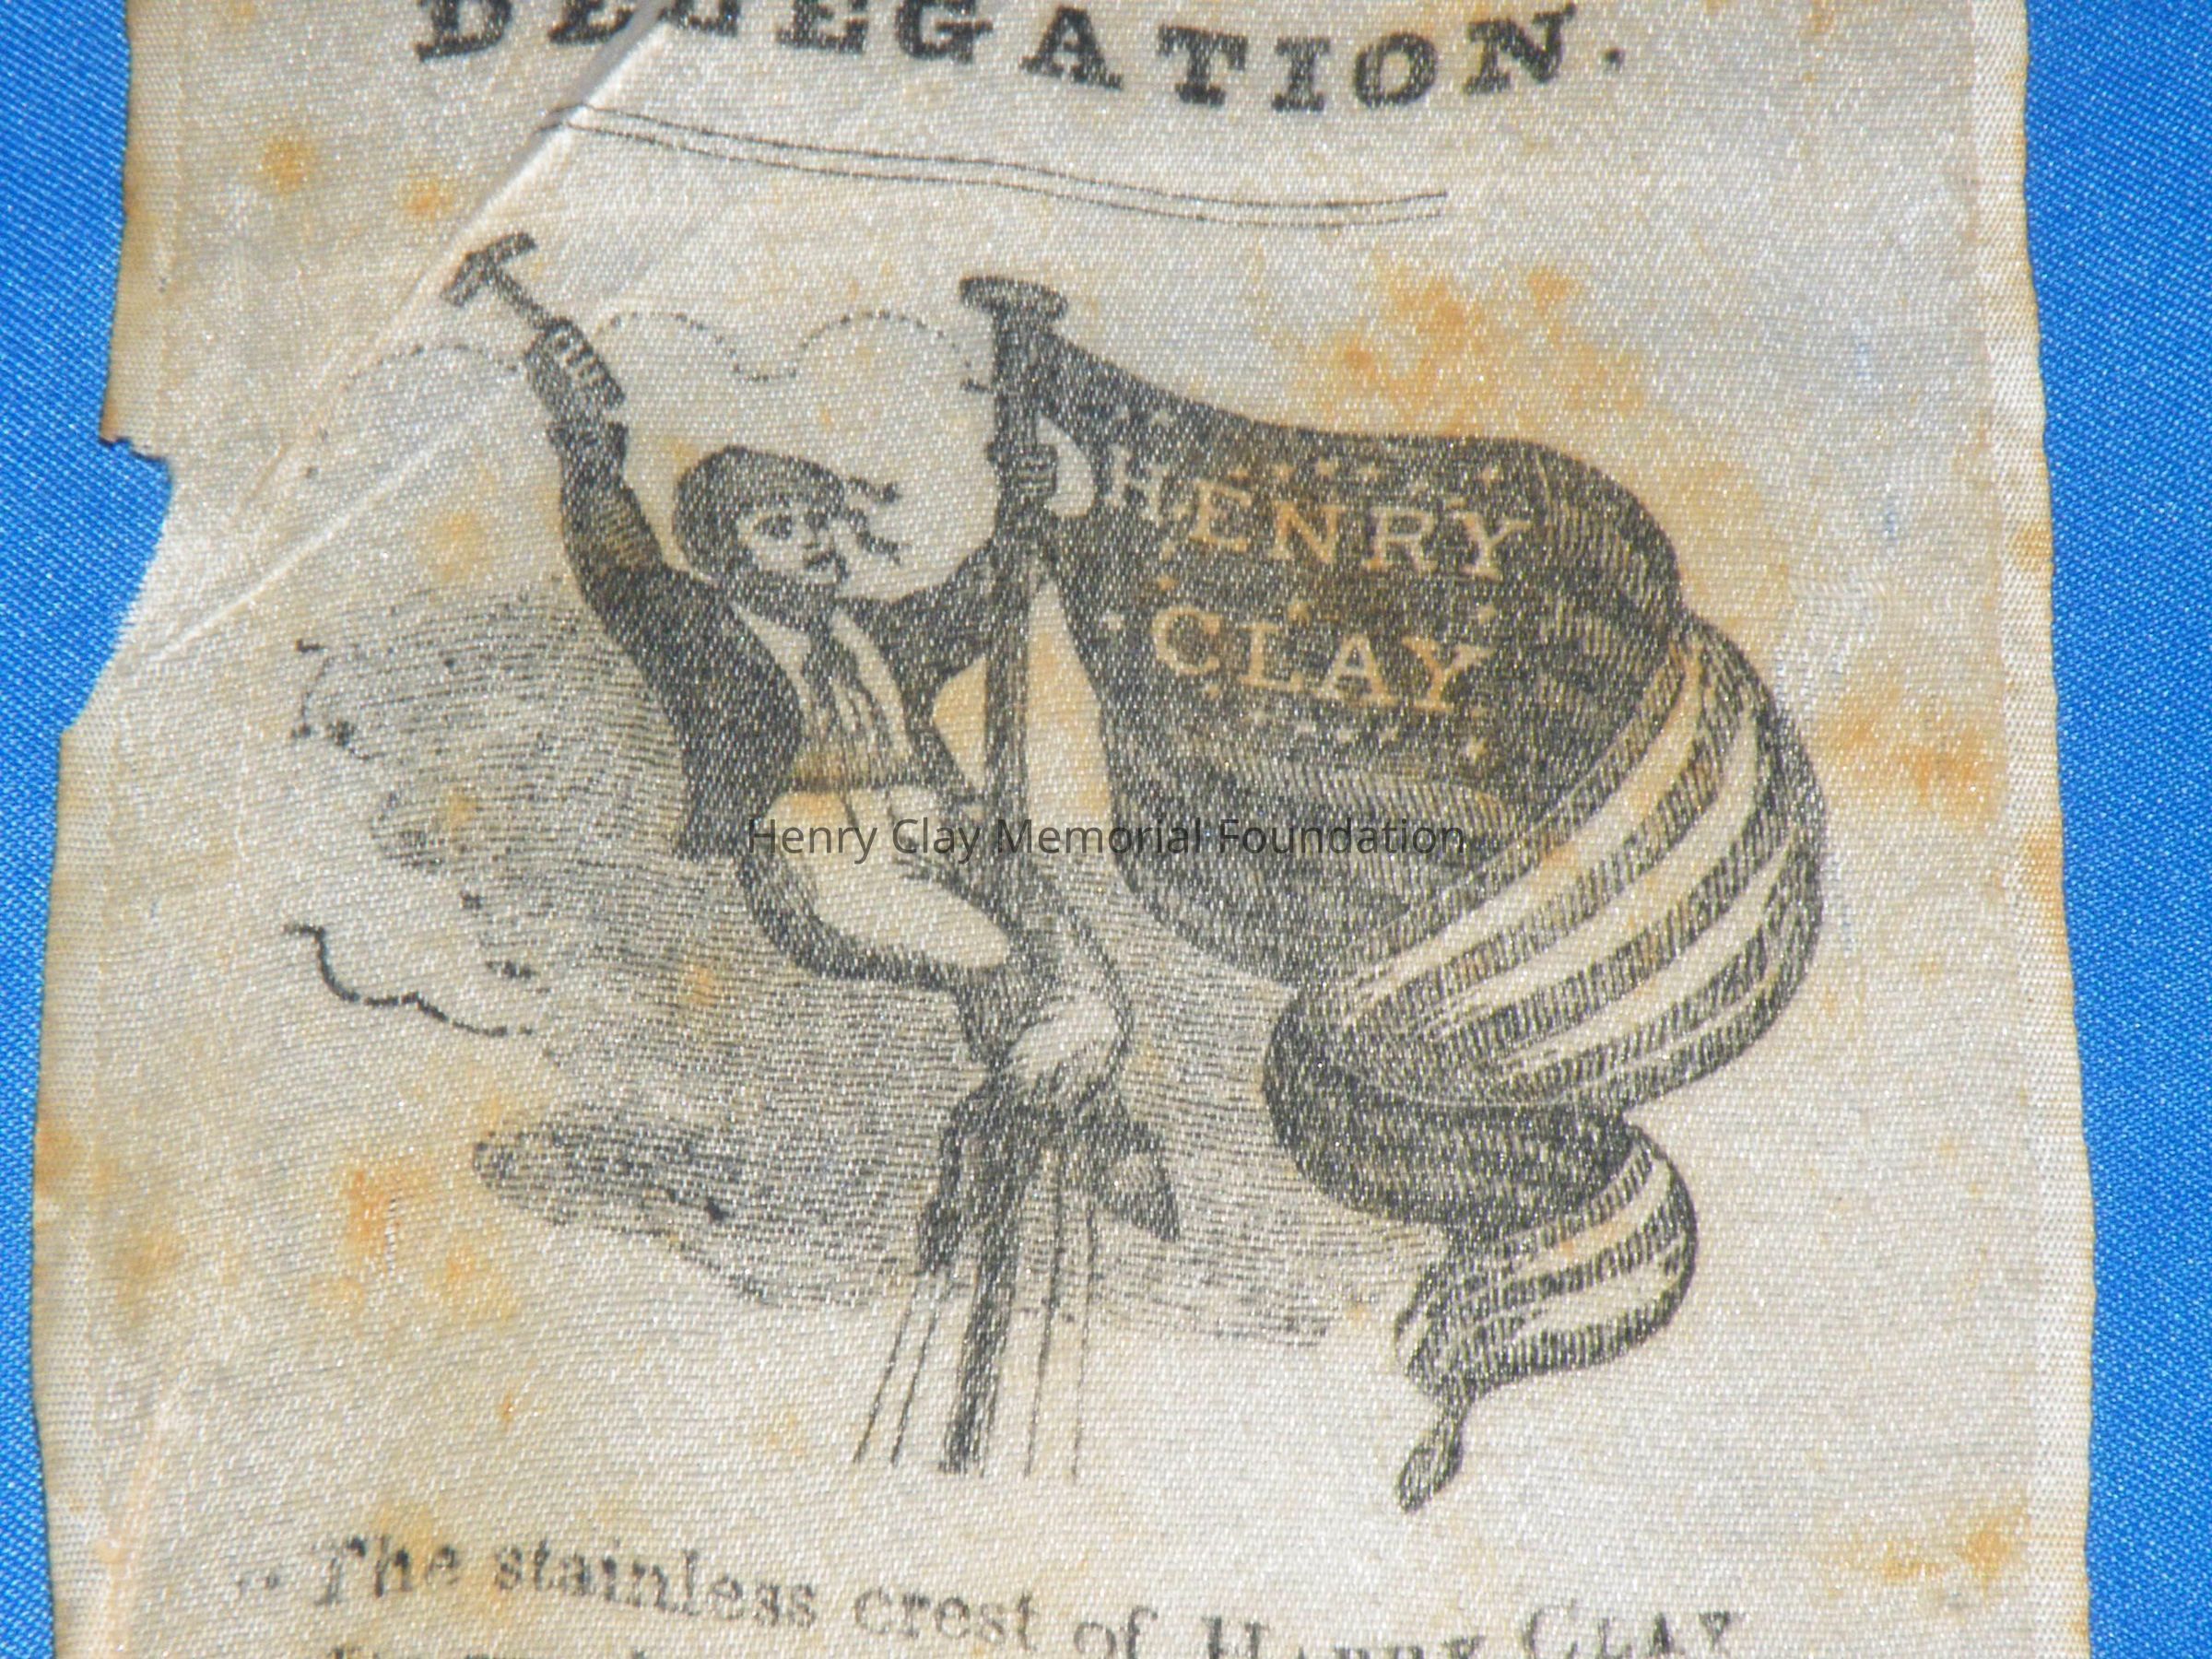 DELEGATION.
HENRY
CLAY
Henry Clay Memorial Foundation
"The stainless crest of HARRY CLAY